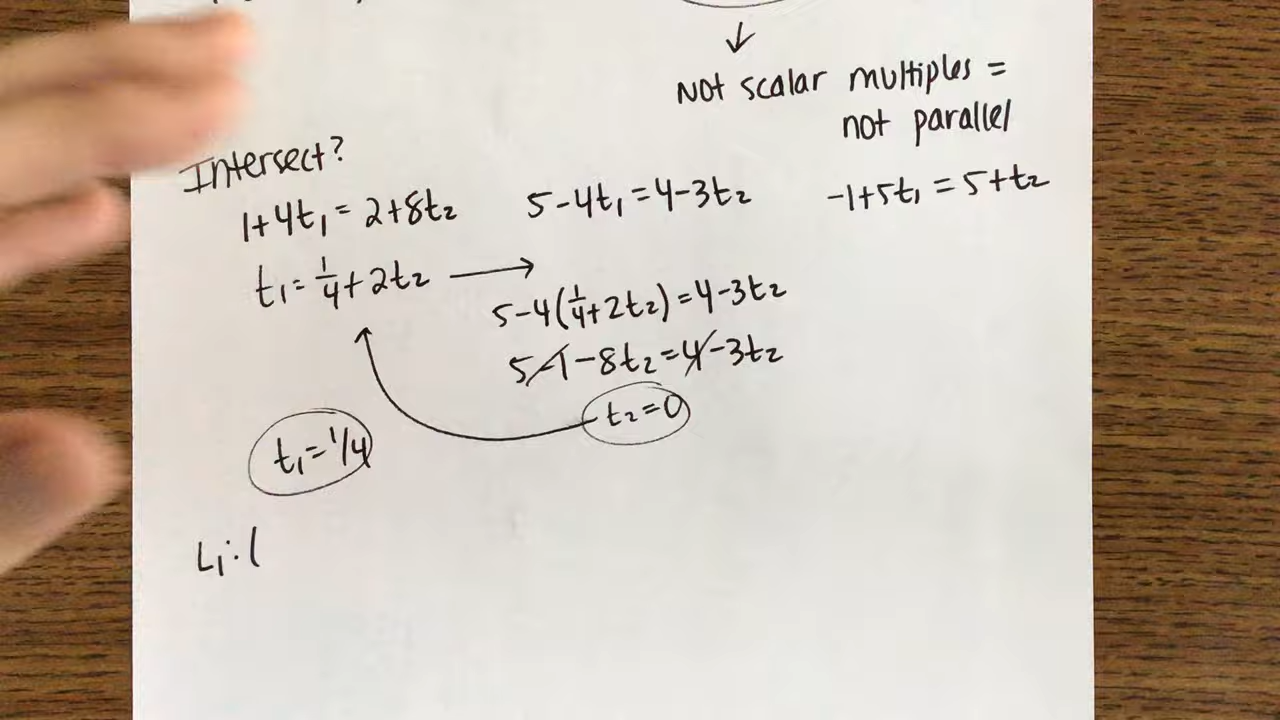 Not scalar multiples =
not parallel
Intersect?
1+4t₁=2+8t₂ 5-4t₁=4-3t₂ -1+5t₁=5+t₂
t₁=1/4+2t₂ →
5-4(1/4+2t₂)=4-3t₂
5-1-8t₂=4-3t₂
t₂=0
t₁=1/4
L₁:(